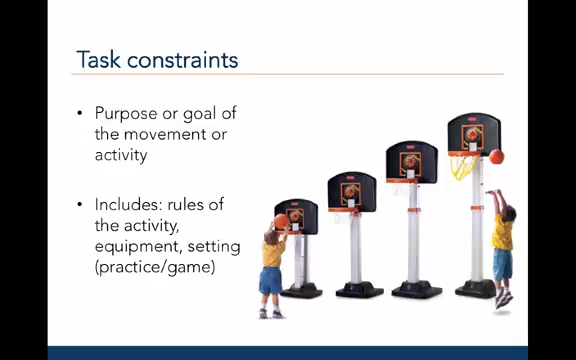 Task constraints
• Purpose or goal of
the movement or
activity
• Includes: rules of
the activity,
equipment, setting
(practice/game)